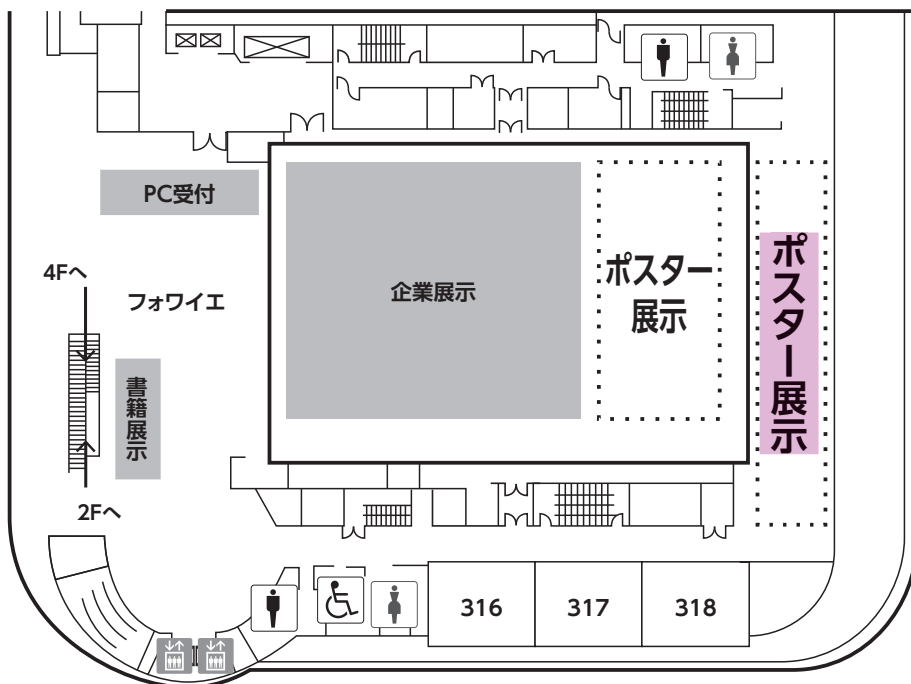 PC受付
4Fへ
フォワイエ
企業展示
ポスター
展示
ポスター展示
書籍展示
2Fへ
316
317
318